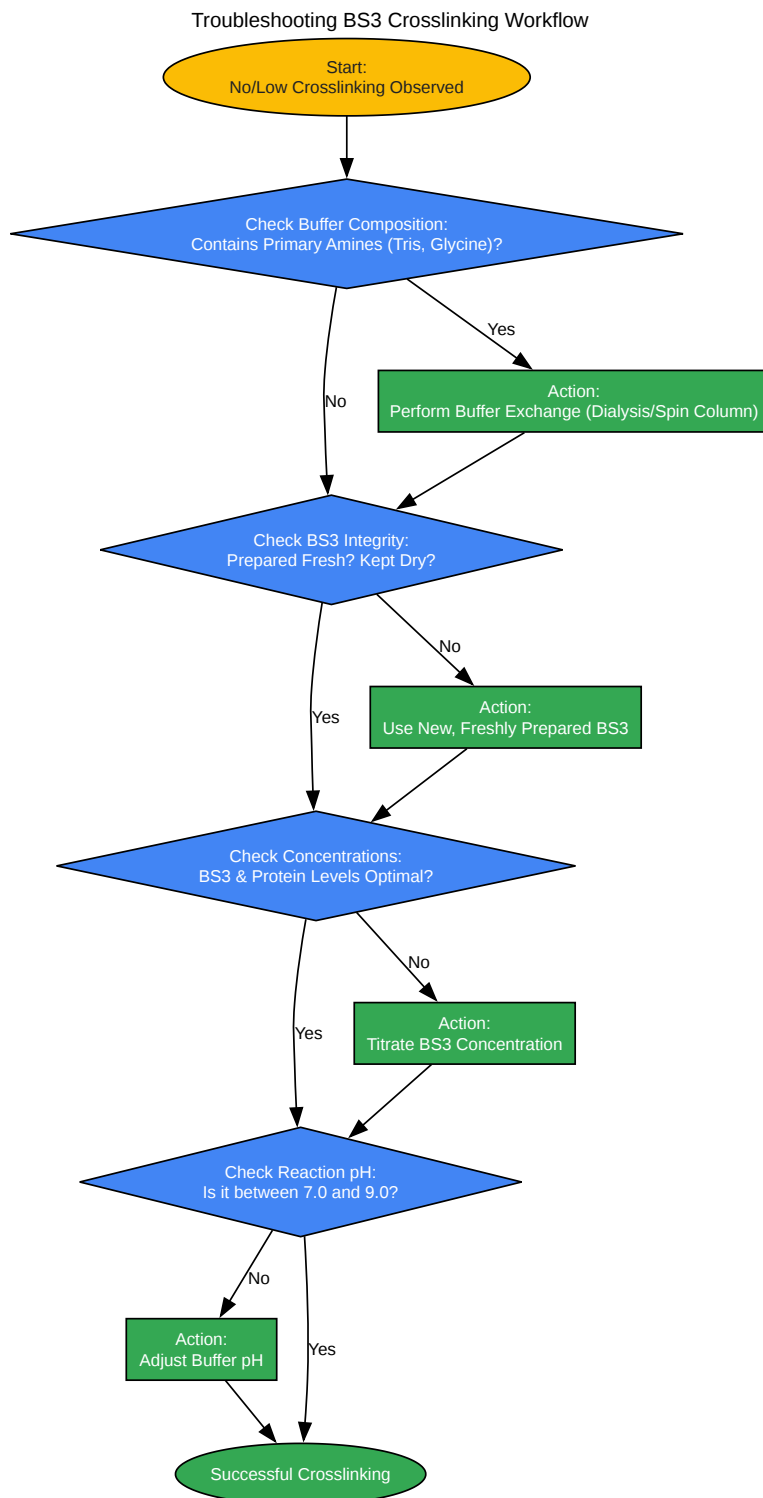 Troubleshooting BS3 Crosslinking Workflow
Start:
No/Low Crosslinking Observed
Check Buffer Composition:
Contains Primary Amines (Tris, Glycine)?
Yes
No
Action:
Perform Buffer Exchange (Dialysis/Spin Column)
Check BS3 Integrity:
Prepared Fresh? Kept Dry?
No
Yes
Action:
Use New, Freshly Prepared BS3
Check Concentrations:
BS3 & Protein Levels Optimal?
No
Yes
Action:
Titrate BS3 Concentration
Check Reaction pH:
Is it between 7.0 and 9.0?
No
Yes
Action:
Adjust Buffer pH
Successful Crosslinking